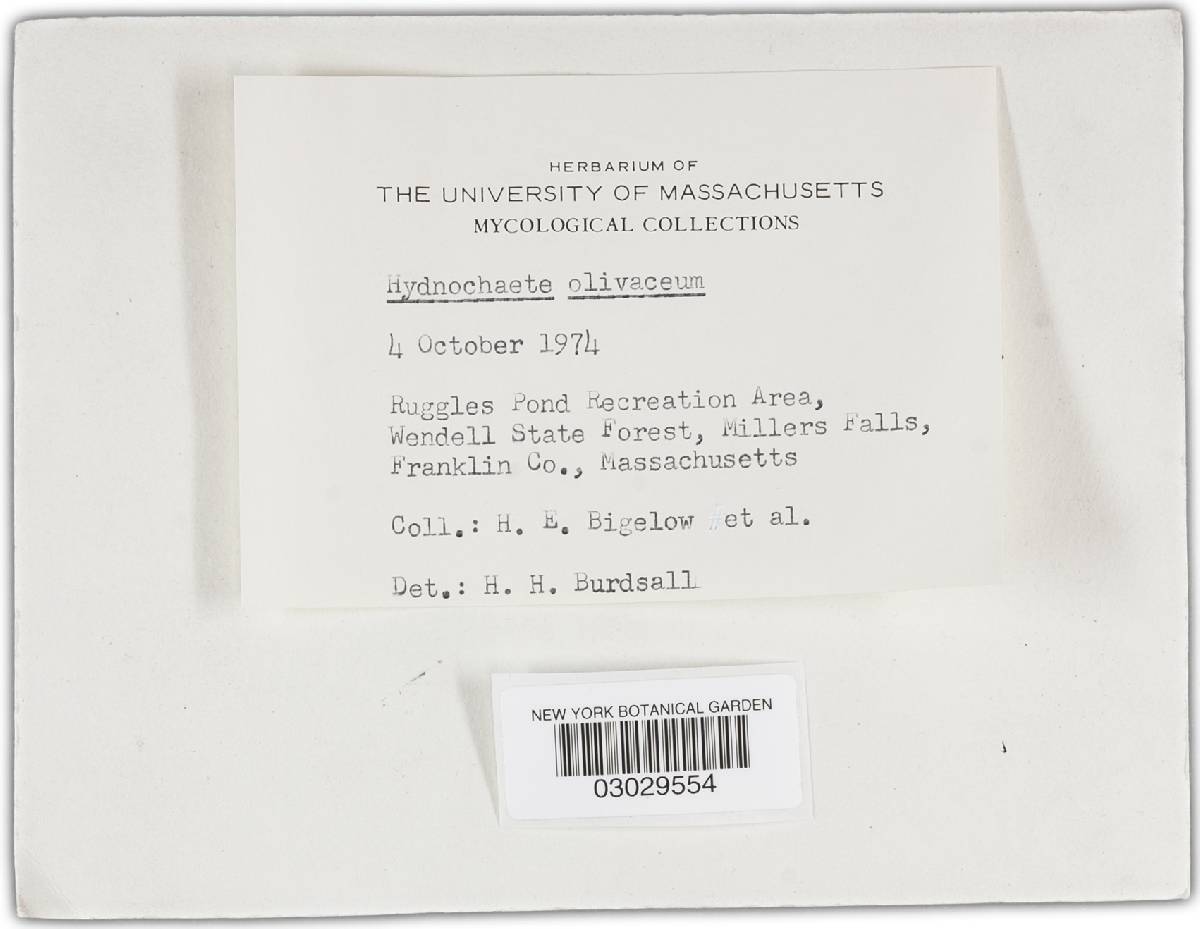 HERBARIUM OF
THE UNIVERSITY OF MASSACHUSETTS
MYCOLOGICAL COLLECTIONS
Hydnochaete olivaceum
4 October 1974
Ruggles Pond Recreation Area,
Wendell State Forest, Millers Falls,
Franklin Co., Massachusetts
Coll.: H. E. Bigelow et al.
Det.: H. H. Burdsall
NEW YORK BOTANICAL GARDEN
03029554